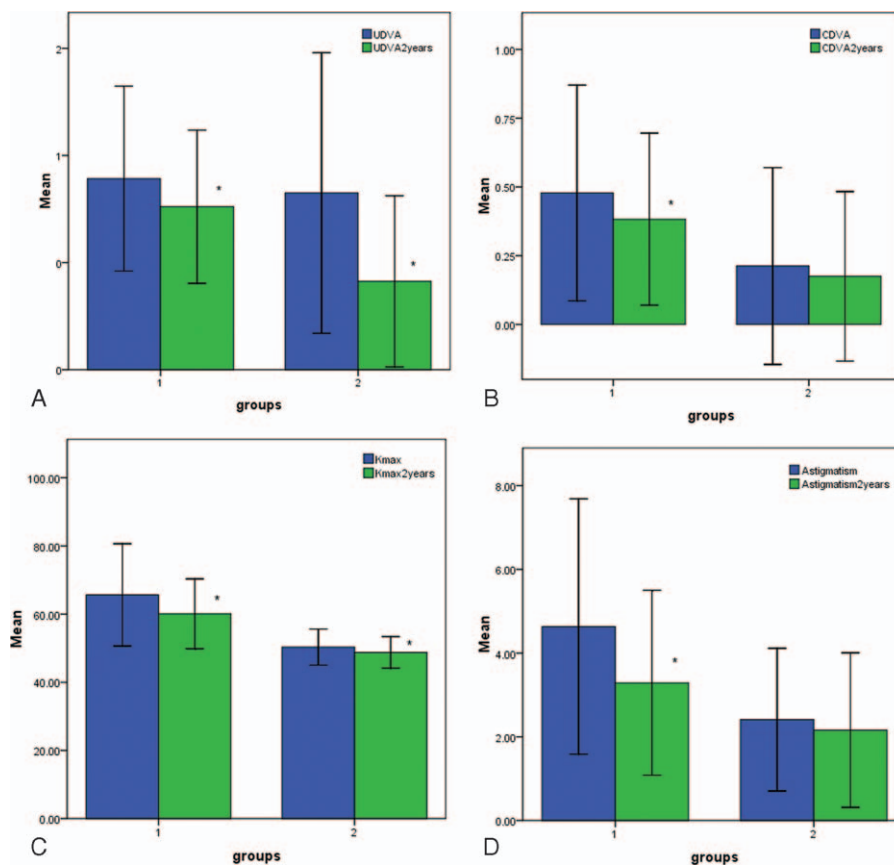 UDVA
UDVA2years
2
1
0
0
Mean
1
2
groups
A
CDVA
CDVA2years
1.00
0.75
0.50
0.25
0.00
Mean
*
*
*
1
2
groups
B
Kmax
Kmax2years
100.00
80.00
60.00
40.00
20.00
0.00
Mean
*
*
1
2
groups
C
Astigmatism
Astigmatism2years
8.00
6.00
4.00
2.00
0.00
Mean
*
1
2
groups
D